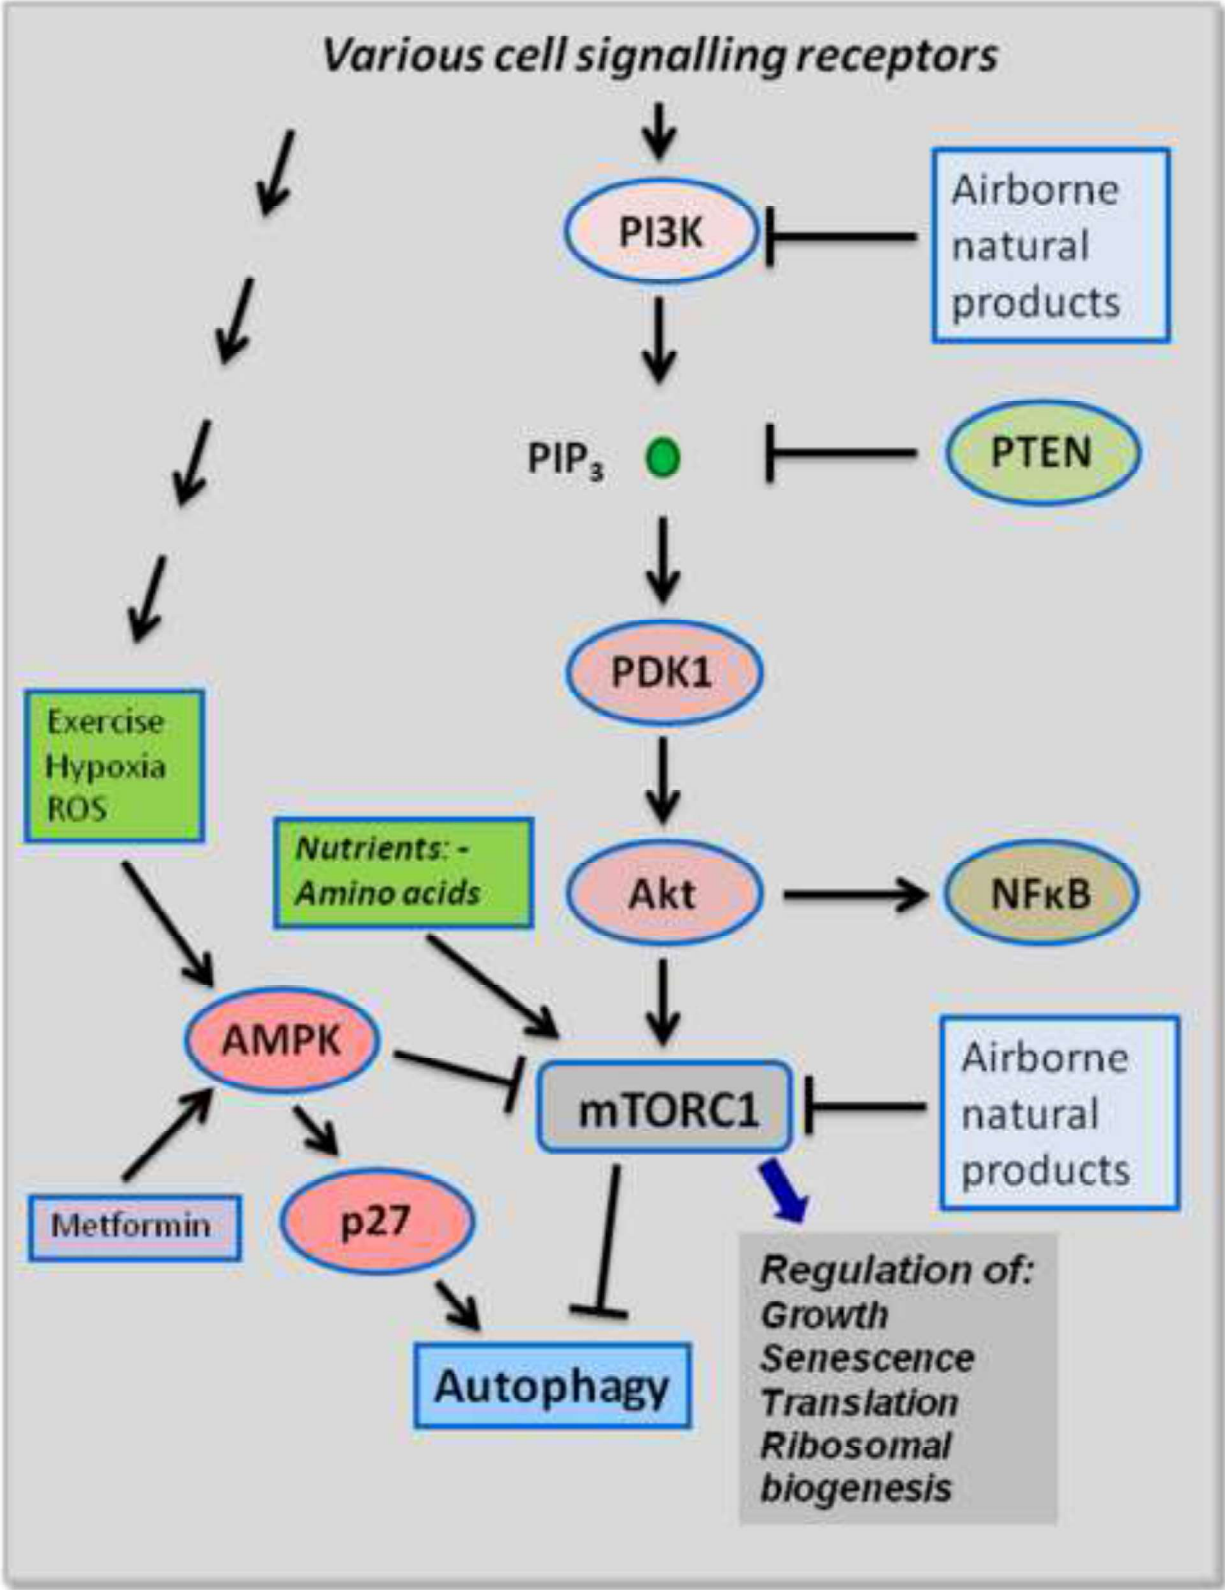 Various cell signalling receptors
PI3K
Airborne
natural
products
PIP₃
PTEN
PDK1
Exercise
Hypoxia
ROS
Nutrients: -
Amino acids
Akt
NFκB
AMPK
mTORC1
Airborne
natural
products
Metformin
p27
Autophagy
Regulation of:
Growth
Senescence
Translation
Ribosomal
biogenesis